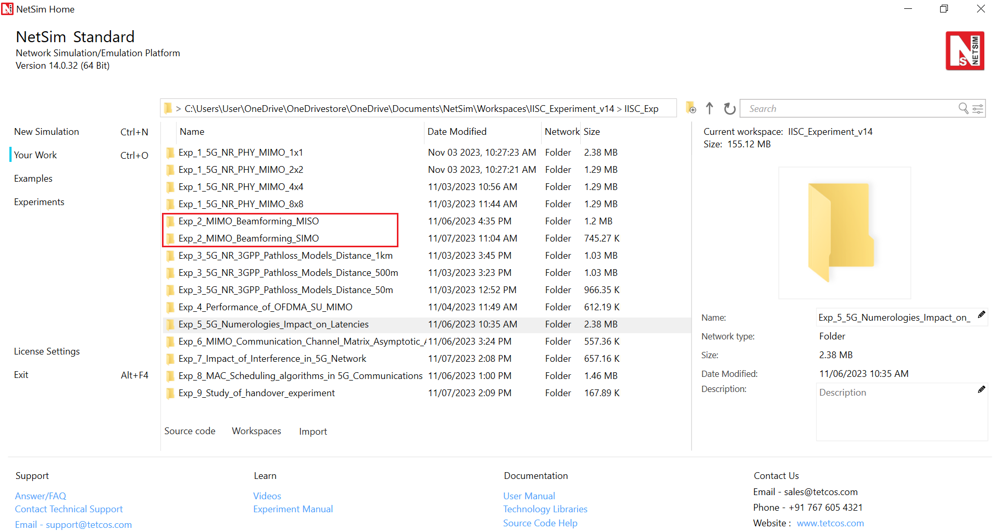 NetSim Home
NetSim Standard
Network Simulation/Emulation Platform
Version 14.0.32 (64 Bit)
NETSIM
> C:\Users\User\OneDrive\OneDrivestore\OneDrive\Documents\NetSim\Workspaces\IISC_Experiment_v14 > IISC_Exp
Search
New Simulation Ctrl+N
Your Work Ctrl+O
Examples
Experiments
License Settings
Exit Alt+F4
Name Date Modified Network Size
Exp_1_5G_NR_PHY_MIMO_1x1 Nov 03 2023, 10:27:23 AM Folder 2.38 MB
Exp_1_5G_NR_PHY_MIMO_2x2 Nov 03 2023, 10:27:21 AM Folder 1.29 MB
Exp_1_5G_NR_PHY_MIMO_4x4 11/03/2023 10:56 AM Folder 1.29 MB
Exp_1_5G_NR_PHY_MIMO_8x8 11/03/2023 11:44 AM Folder 1.29 MB
Exp_2_MIMO_Beamforming_MISO 11/06/2023 4:35 PM Folder 1.2 MB
Exp_2_MIMO_Beamforming_SIMO 11/07/2023 11:04 AM Folder 745.27 K
Exp_3_5G_NR_3GPP_Pathloss_Models_Distance_1km 11/03/2023 3:45 PM Folder 1.03 MB
Exp_3_5G_NR_3GPP_Pathloss_Models_Distance_500m 11/03/2023 3:23 PM Folder 1.03 MB
Exp_3_5G_NR_3GPP_Pathloss_Models_Distance_50m 11/03/2023 12:52 PM Folder 966.35 K
Exp_4_Performance_of_OFDMA_SU_MIMO 11/04/2023 11:49 AM Folder 612.19 K
Exp_5_5G_Numerologies_Impact_on_Latencies 11/06/2023 10:35 AM Folder 2.38 MB
Exp_6_MIMO_Communication_Channel_Matrix_Asymptotic_A 11/06/2023 3:24 PM Folder 557.36 K
Exp_7_Impact_of_Interference_in_5G_Network 11/07/2023 2:08 PM Folder 657.16 K
Exp_8_MAC_Scheduling_algorithms_in 5G_Communications 11/06/2023 1:00 PM Folder 1.46 MB
Exp_9_Study_of_handover_experiment 11/07/2023 2:09 PM Folder 167.89 K
Source code Workspaces Import
Current workspace: IISC_Experiment_v14
Size: 155.12 MB
Name: Exp_5_5G_Numerologies_Impact_on_
Network type: Folder
Size: 2.38 MB
Date Modified: 11/06/2023 10:35 AM
Description: Description
Support
Answer/FAQ
Contact Technical Support
Email - support@tetcos.com
Learn
Videos
Experiment Manual
Documentation
User Manual
Technology Libraries
Source Code Help
Contact Us
Email - sales@tetcos.com
Phone - +91 767 605 4321
Website : www.tetcos.com